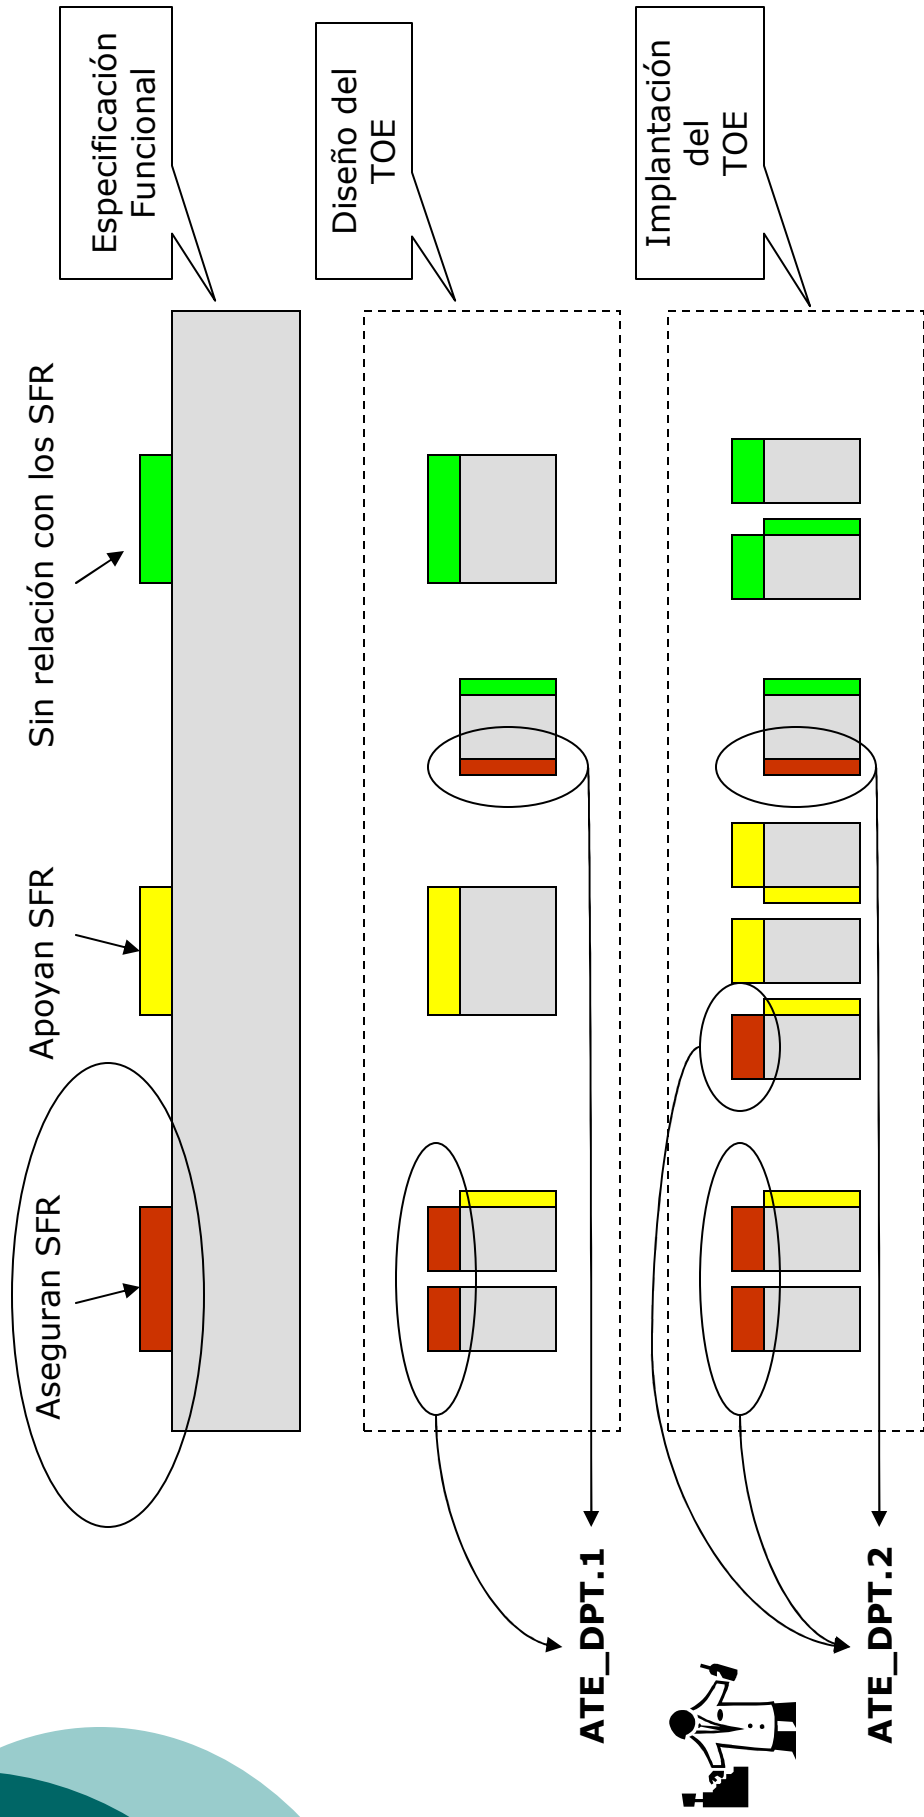 Aseguran SFR
Apoyan SFR
Sin relación con los SFR
Especificación
Funcional
Diseño del
TOE
ATE_DPT.1
Implantación
del
TOE
ATE_DPT.2